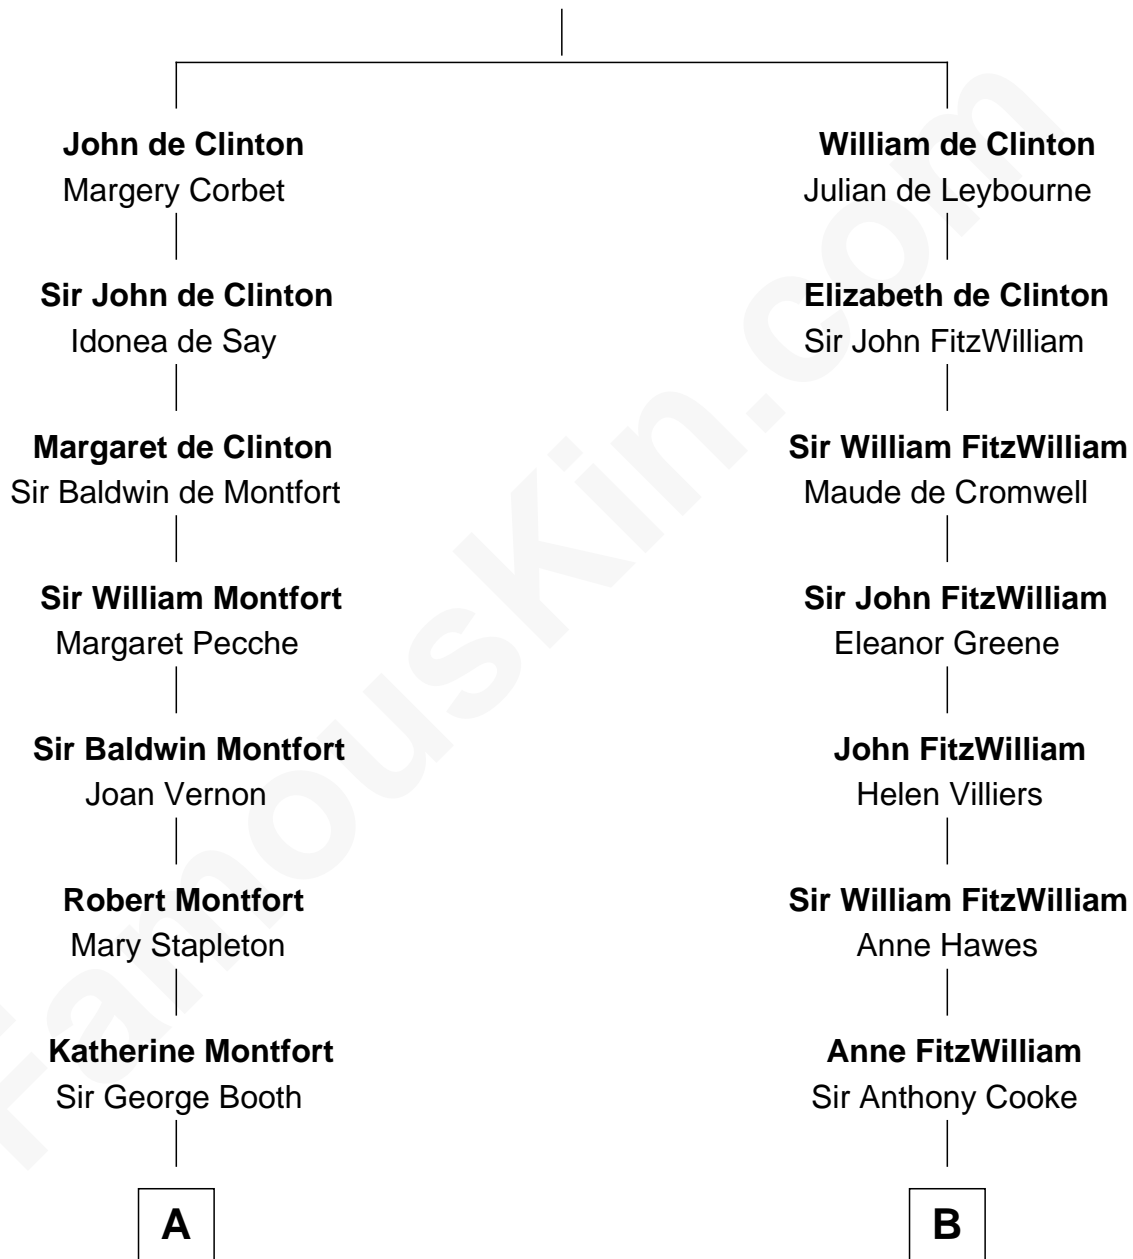 John de Clinton
Margery Corbet
William de Clinton
Julian de Leybourne
Sir John de Clinton
Idonea de Say
Elizabeth de Clinton
Sir John FitzWilliam
Margaret de Clinton
Sir Baldwin de Montfort
Sir William FitzWilliam
Maude de Cromwell
Sir William Montfort
Margaret Pecche
Sir John FitzWilliam
Eleanor Greene
Sir Baldwin Montfort
Joan Vernon
John FitzWilliam
Helen Villiers
Robert Montfort
Mary Stapleton
Sir William FitzWilliam
Anne Hawes
Katherine Montfort
Sir George Booth
Anne FitzWilliam
Sir Anthony Cooke
A
B
FamousKin.com